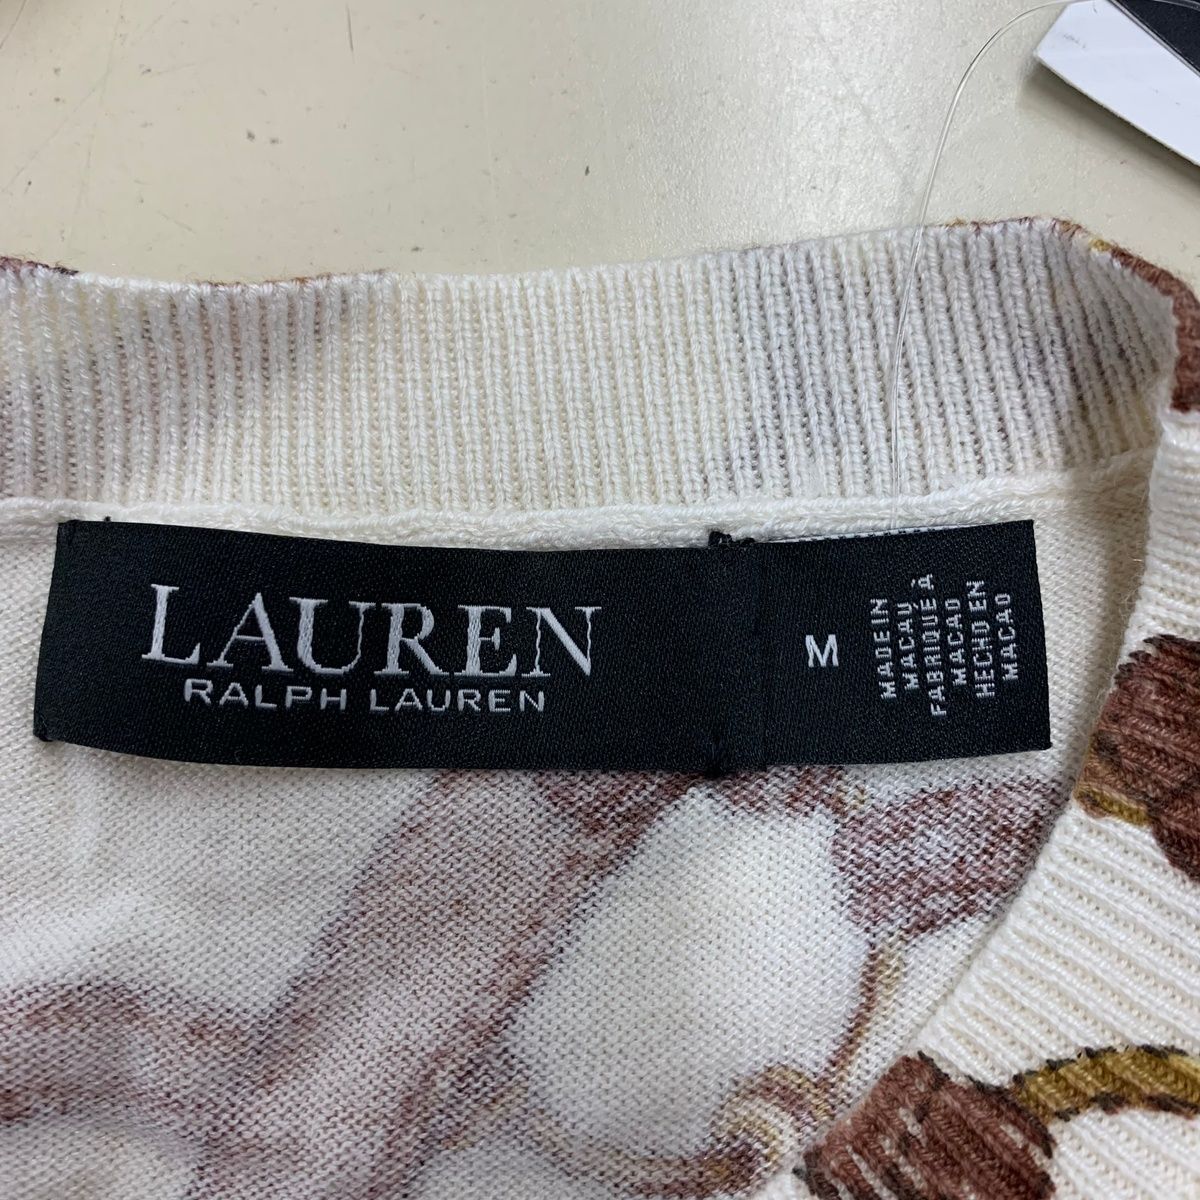 LAUREN
RALPH LAUREN
M
MADE IN
MACAU
FABRIQUÉ À
MACAO
HECHO EN
MACAO